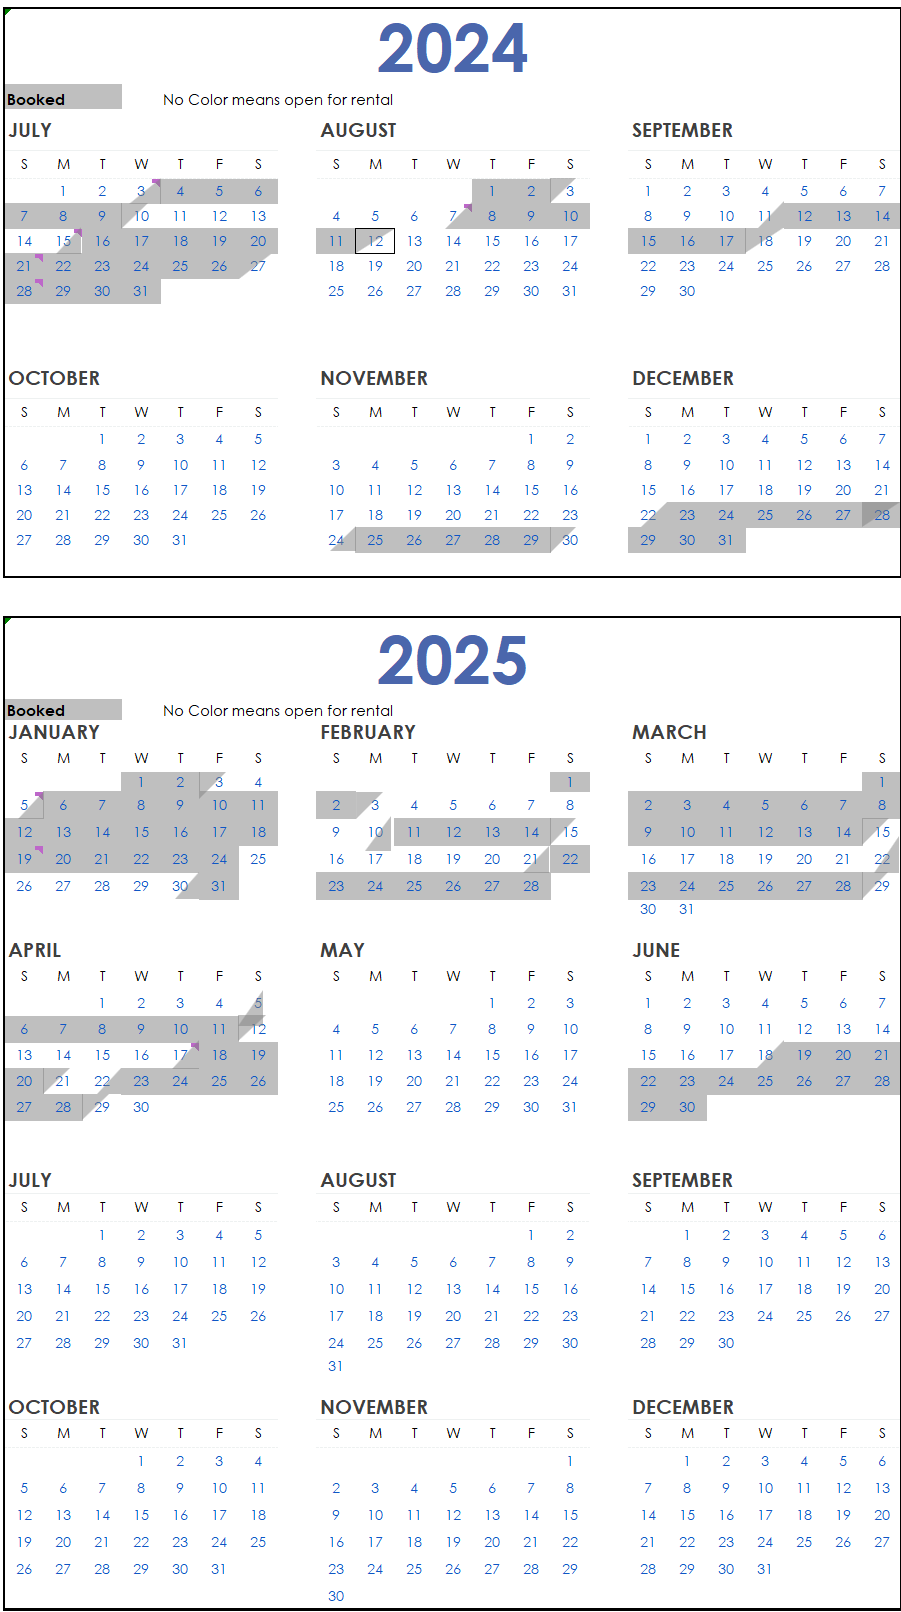 2024
Booked No Color means open for rental
JULY AUGUST SEPTEMBER
S M T W T F S S M T W T F S S M T W T F S
1 2 3 4 5 6 1 2 3 1 2 3 4 5 6 7
7 8 9 10 11 12 13 4 5 6 7 8 9 10 8 9 10 11 12 13 14
14 15 16 17 18 19 20 11 12 13 14 15 16 17 15 16 17 18 19 20 21
21 22 23 24 25 26 27 18 19 20 21 22 23 24 22 23 24 25 26 27 28
28 29 30 31 25 26 27 28 29 30 31 29 30
OCTOBER NOVEMBER DECEMBER
S M T W T F S S M T W T F S S M T W T F S
1 2 3 4 5 1 2 1 2 3 4 5 6 7
6 7 8 9 10 11 12 3 4 5 6 7 8 9 8 9 10 11 12 13 14
13 14 15 16 17 18 19 10 11 12 13 14 15 16 15 16 17 18 19 20 21
20 21 22 23 24 25 26 17 18 19 20 21 22 23 22 23 24 25 26 27 28
27 28 29 30 31 24 25 26 27 28 29 30 29 30 31
2025
Booked No Color means open for rental
JANUARY FEBRUARY MARCH
S M T W T F S S M T W T F S S M T W T F S
1 2 3 4 1 1
5 6 7 8 9 10 11 2 3 4 5 6 7 8 2 3 4 5 6 7 8
12 13 14 15 16 17 18 9 10 11 12 13 14 15 9 10 11 12 13 14 15
19 20 21 22 23 24 25 16 17 18 19 20 21 22 16 17 18 19 20 21 22
26 27 28 29 30 31 23 24 25 26 27 28 23 24 25 26 27 28 29
30 31
APRIL MAY JUNE
S M T W T F S S M T W T F S S M T W T F S
1 2 3 4 5 1 2 3 1 2 3 4 5 6 7
6 7 8 9 10 11 12 4 5 6 7 8 9 10 8 9 10 11 12 13 14
13 14 15 16 17 18 19 11 12 13 14 15 16 17 15 16 17 18 19 20 21
20 21 22 23 24 25 26 18 19 20 21 22 23 24 22 23 24 25 26 27 28
27 28 29 30 25 26 27 28 29 30 31 29 30
JULY AUGUST SEPTEMBER
S M T W T F S S M T W T F S S M T W T F S
1 2 3 4 5 1 2 1 2 3 4 5 6
6 7 8 9 10 11 12 3 4 5 6 7 8 9 7 8 9 10 11 12 13
13 14 15 16 17 18 19 10 11 12 13 14 15 16 14 15 16 17 18 19 20
20 21 22 23 24 25 26 17 18 19 20 21 22 23 21 22 23 24 25 26 27
27 28 29 30 31 24 25 26 27 28 29 30 28 29 30
31
OCTOBER NOVEMBER DECEMBER
S M T W T F S S M T W T F S S M T W T F S
1 2 3 4 1 1 2 3 4 5 6
5 6 7 8 9 10 11 2 3 4 5 6 7 8 7 8 9 10 11 12 13
12 13 14 15 16 17 18 9 10 11 12 13 14 15 14 15 16 17 18 19 20
19 20 21 22 23 24 25 16 17 18 19 20 21 22 21 22 23 24 25 26 27
26 27 28 29 30 31 23 24 25 26 27 28 29 28 29 30 31
30